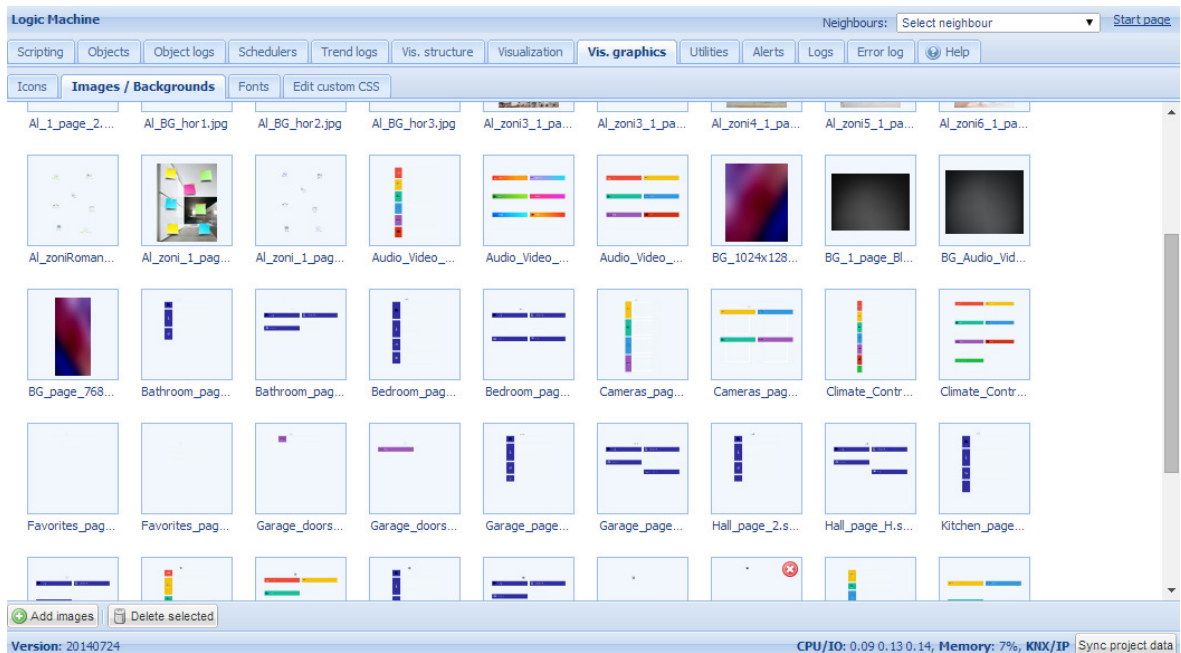 Logic Machine Neighbours: Select neighbour Start page
Scripting Objects Object logs Schedulers Trend logs Vis. structure Visualization Vis. graphics Utilities Alerts Logs Error log Help
Icons Images / Backgrounds Fonts Edit custom CSS
Al_1_page_2.... Al_BG_hor1.jpg Al_BG_hor2.jpg Al_BG_hor3.jpg Al_zoni3_1_pa... Al_zoni3_1_pa... Al_zoni4_1_pa... Al_zoni5_1_pa... Al_zoni6_1_pa...
Al_zoniRoman... Al_zoni_1_pag... Al_zoni_1_pag... Audio_Video_... Audio_Video_... Audio_Video_... BG_1024x128... BG_1_page_Bl... BG_Audio_Vid...
BG_page_768... Bathroom_pag... Bathroom_pag... Bedroom_pag... Bedroom_pag... Cameras_pag... Cameras_pag... Climate_Contr... Climate_Contr...
Favorites_pag... Favorites_pag... Garage_doors... Garage_doors... Garage_page... Garage_page... Hall_page_2.s... Hall_page_H.s... Kitchen_page...
Add images Delete selected
Version: 20140724 CPU/IO: 0.09 0.13 0.14, Memory: 7%, KNX/IP Sync project data